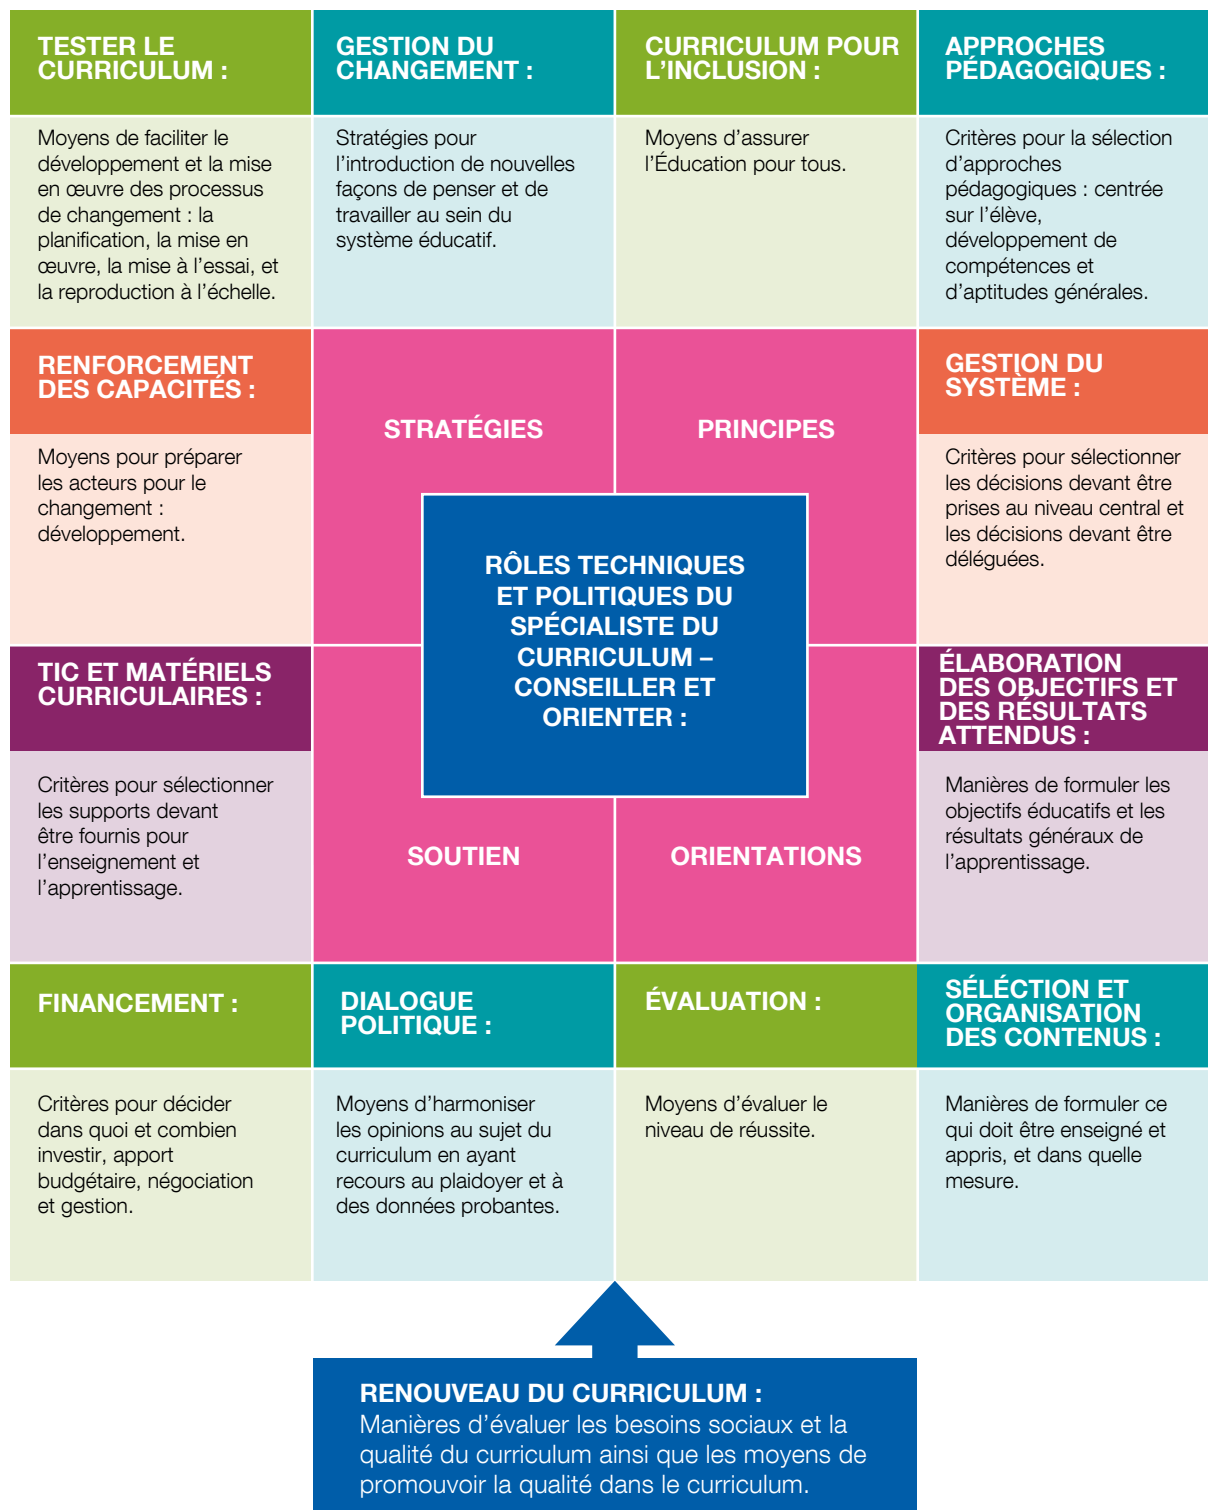 TESTER LE
CURRICULUM :
Moyens de faciliter le
développement et la mise
en œuvre des processus
de changement : la
planification, la mise en
œuvre, la mise à l’essai, et
la reproduction à l’échelle.
GESTION DU
CHANGEMENT :
Stratégies pour
l’introduction de nouvelles
façons de penser et de
travailler au sein du
système éducatif.
CURRICULUM POUR
L’INCLUSION :
Moyens d’assurer
l’Éducation pour tous.
APPROCHES
PÉDAGOGIQUES :
Critères pour la sélection
d’approches
pédagogiques : centrée
sur l’élève,
développement de
compétences et
d’aptitudes générales.
RENFORCEMENT
DES CAPACITÉS :
Moyens pour préparer
les acteurs pour le
changement :
développement.
STRATÉGIES
PRINCIPES
GESTION DU
SYSTÈME :
Critères pour sélectionner
les décisions devant être
prises au niveau central et
les décisions devant être
déléguées.
RÔLES TECHNIQUES
ET POLITIQUES DU
SPÉCIALISTE DU
CURRICULUM –
CONSEILLER ET
ORIENTER :
TIC ET MATÉRIELS
CURRICULAIRES :
Critères pour sélectionner
les supports devant
être fournis pour
l’enseignement et
l’apprentissage.
SOUTIEN
ORIENTATIONS
ÉLABORATION
DES OBJECTIFS ET
DES RÉSULTATS
ATTENDUS :
Manières de formuler les
objectifs éducatifs et les
résultats généraux de
l’apprentissage.
FINANCEMENT :
Critères pour décider
dans quoi et combien
investir, apport
budgétaire, négociation
et gestion.
DIALOGUE
POLITIQUE :
Moyens d’harmoniser
les opinions au sujet du
curriculum en ayant
recours au plaidoyer et à
des données probantes.
ÉVALUATION :
Moyens d’évaluer le
niveau de réussite.
SÉLÉCTION ET
ORGANISATION
DES CONTENUS :
Manières de formuler ce
qui doit être enseigné et
appris, et dans quelle
mesure.
RENOUVEAU DU CURRICULUM :
Manières d’évaluer les besoins sociaux et la
qualité du curriculum ainsi que les moyens de
promouvoir la qualité dans le curriculum.